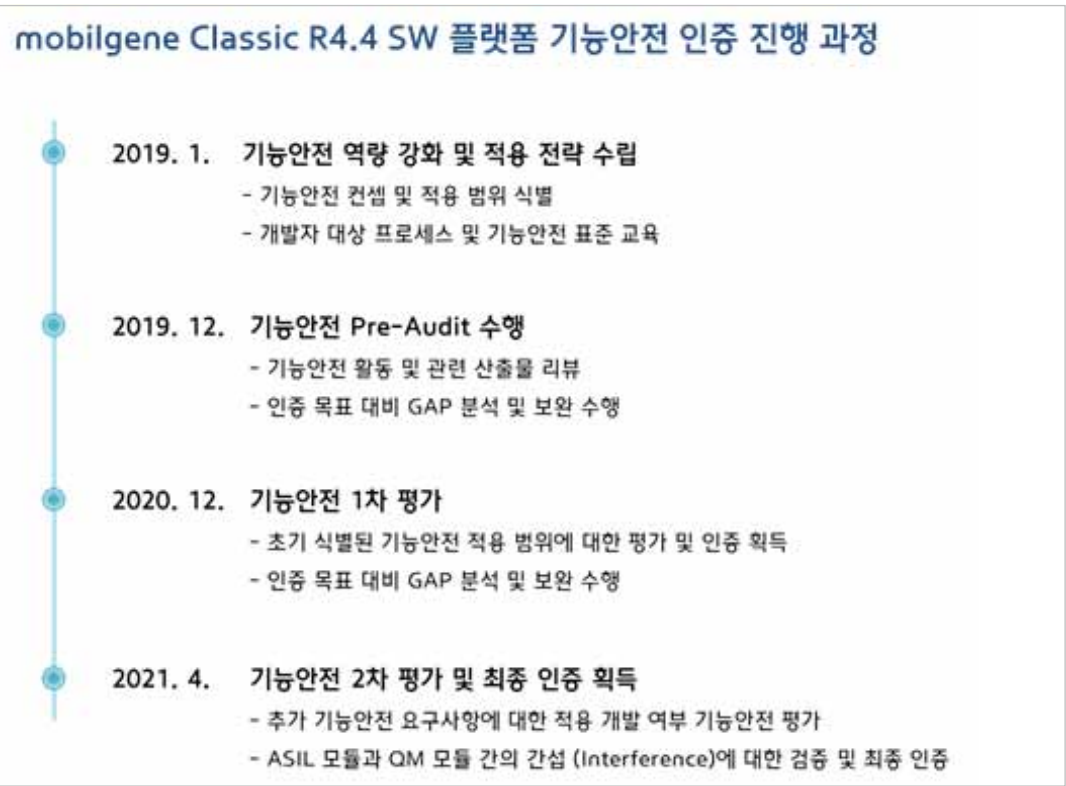 mobilgene Classic R4.4 SW 플랫폼 기능안전 인증 진행 과정
2019. 1. 기능안전 역량 강화 및 적용 전략 수립
- 기능안전 컨셉 및 적용 범위 식별
- 개발자 대상 프로세스 및 기능안전 표준 교육
2019. 12. 기능안전 Pre-Audit 수행
- 기능안전 활동 및 관련 산출물 리뷰
- 인증 목표 대비 GAP 분석 및 보완 수행
2020. 12. 기능안전 1차 평가
- 초기 식별된 기능안전 적용 범위에 대한 평가 및 인증 획득
- 인증 목표 대비 GAP 분석 및 보완 수행
2021. 4. 기능안전 2차 평가 및 최종 인증 획득
- 추가 기능안전 요구사항에 대한 적용 개발 여부 기능안전 평가
- ASIL 모듈과 QM 모듈 간의 간섭 (Interference)에 대한 검증 및 최종 인증